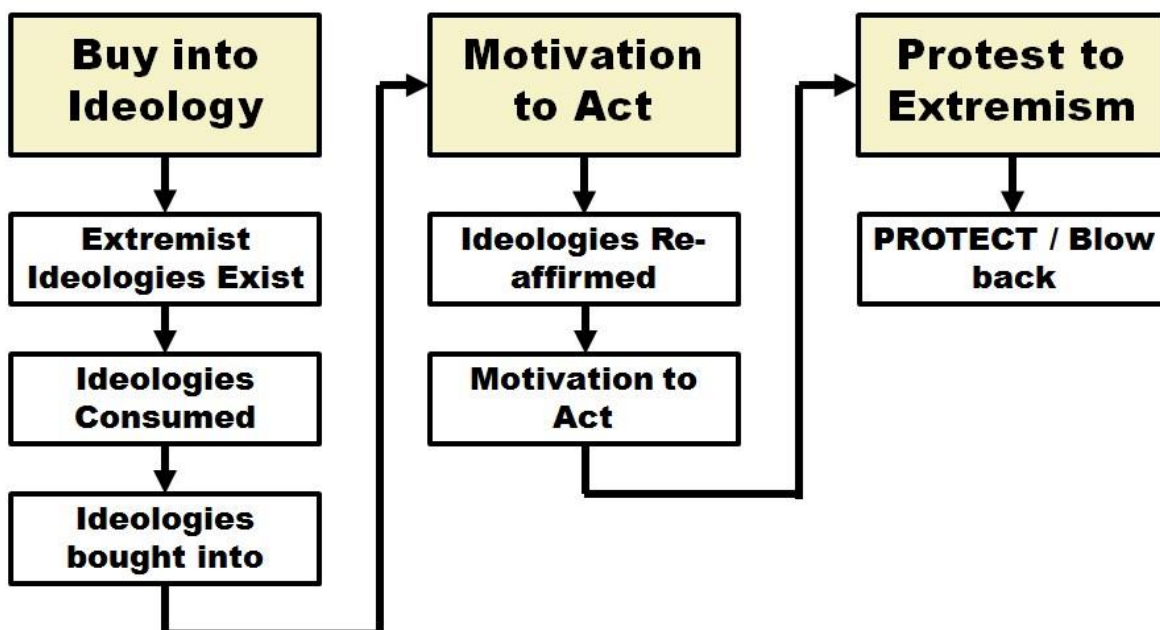 Buy into
Ideology
Extremist
Ideologies Exist
Ideologies
Consumed
Ideologies
bought into
Motivation
to Act
Ideologies Re-
affirmed
Motivation to
Act
Protest to
Extremism
PROTECT / Blow
back